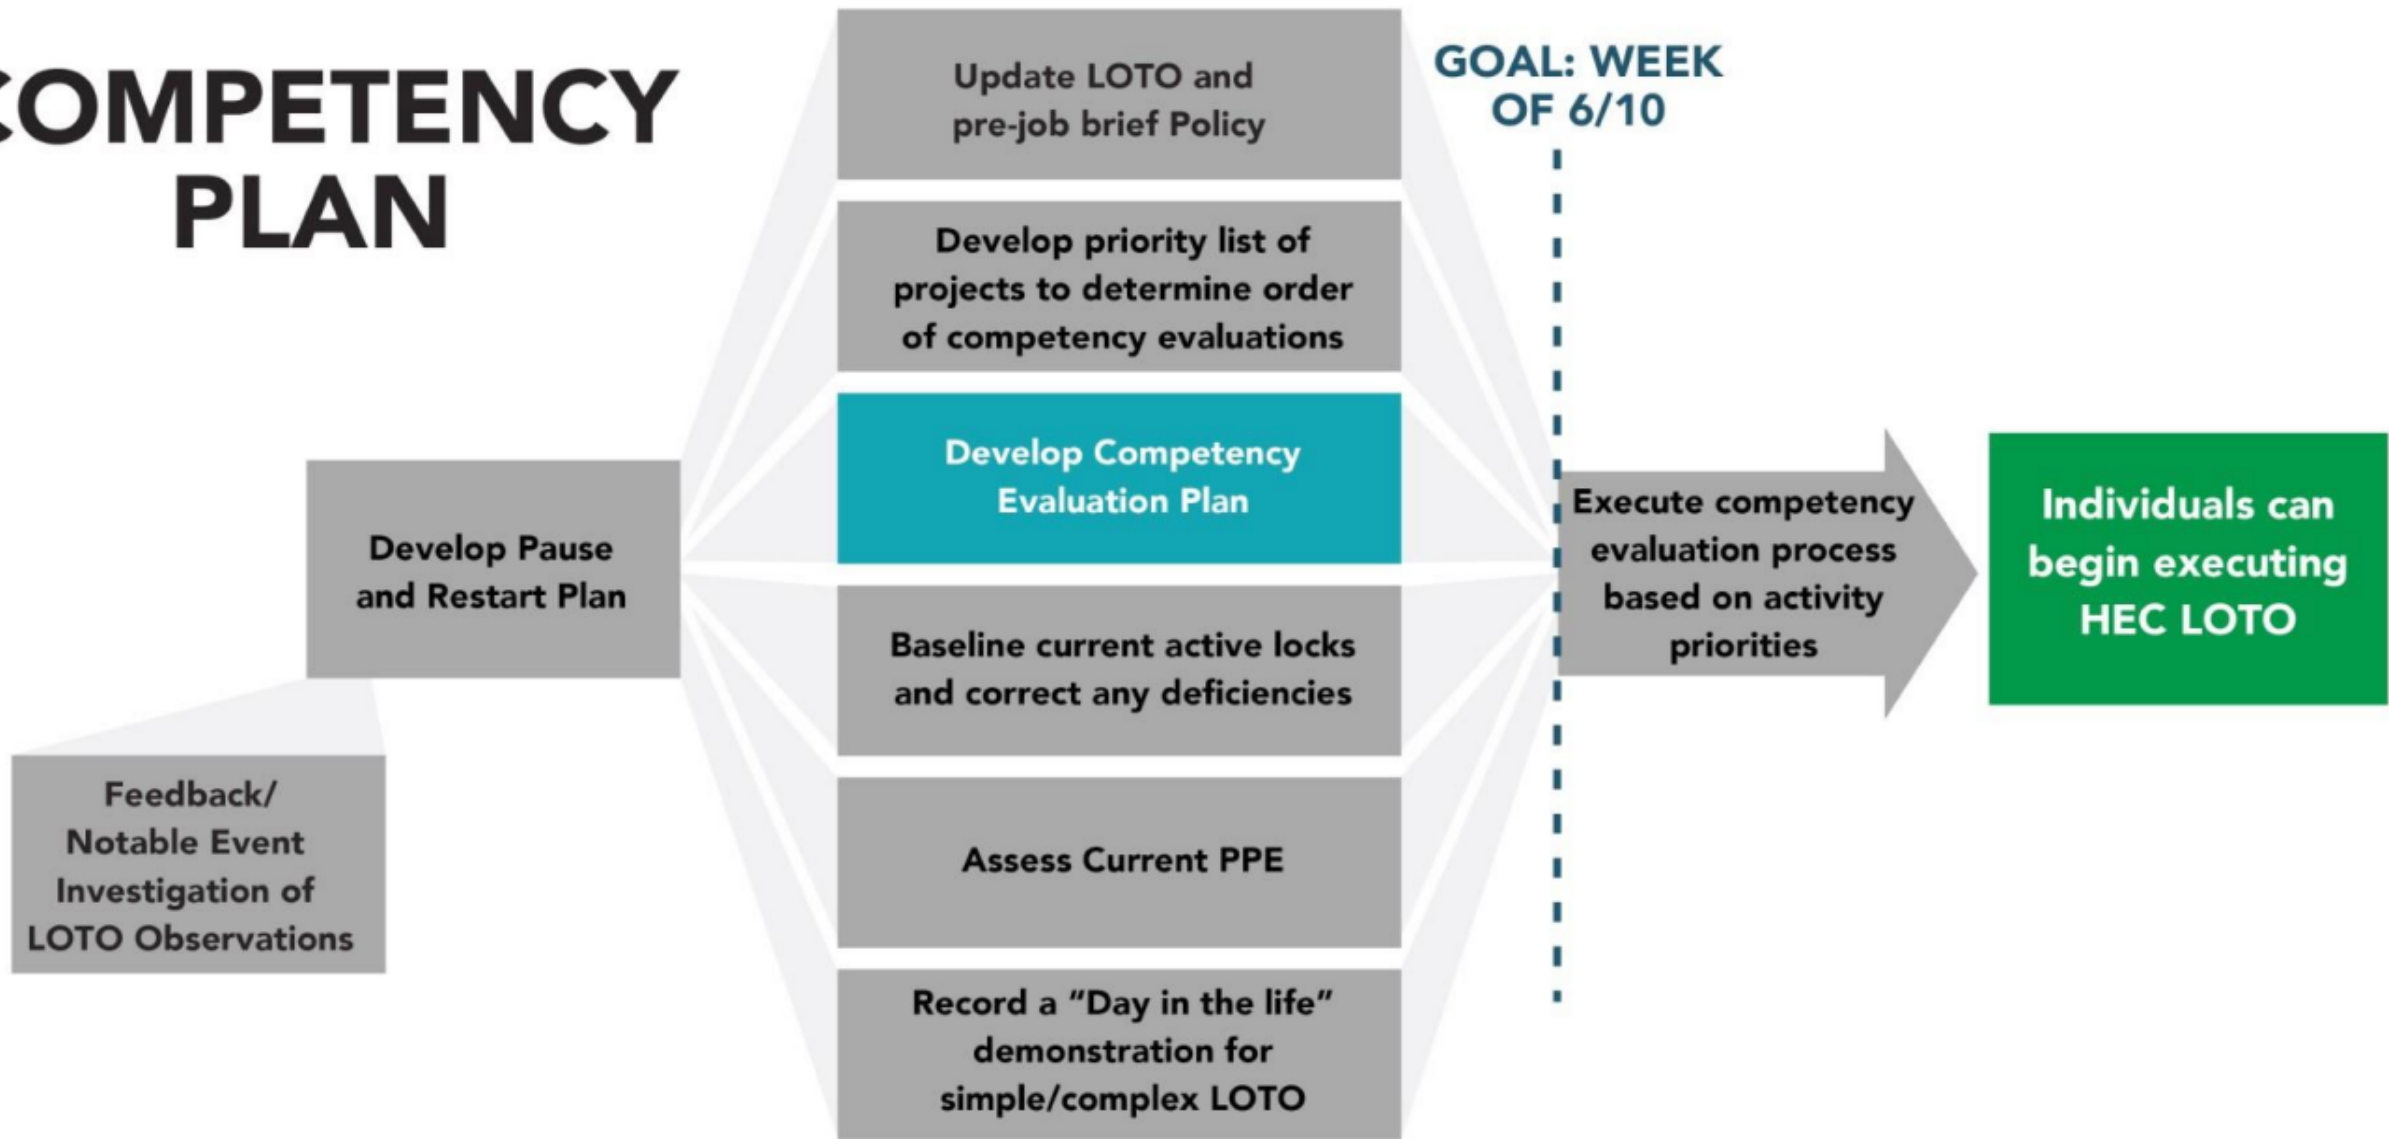 COMPETENCY
PLAN
Update LOTO and
pre-job brief Policy
GOAL: WEEK
OF 6/10
Develop priority list of
projects to determine order
of competency evaluations
Develop Competency
Evaluation Plan
Develop Pause
and Restart Plan
Execute competency
evaluation process
based on activity
priorities
Individuals can
begin executing
HEC LOTO
Baseline current active locks
and correct any deficiencies
Feedback/
Notable Event
Investigation of
LOTO Observations
Assess Current PPE
Record a “Day in the life”
demonstration for
simple/complex LOTO